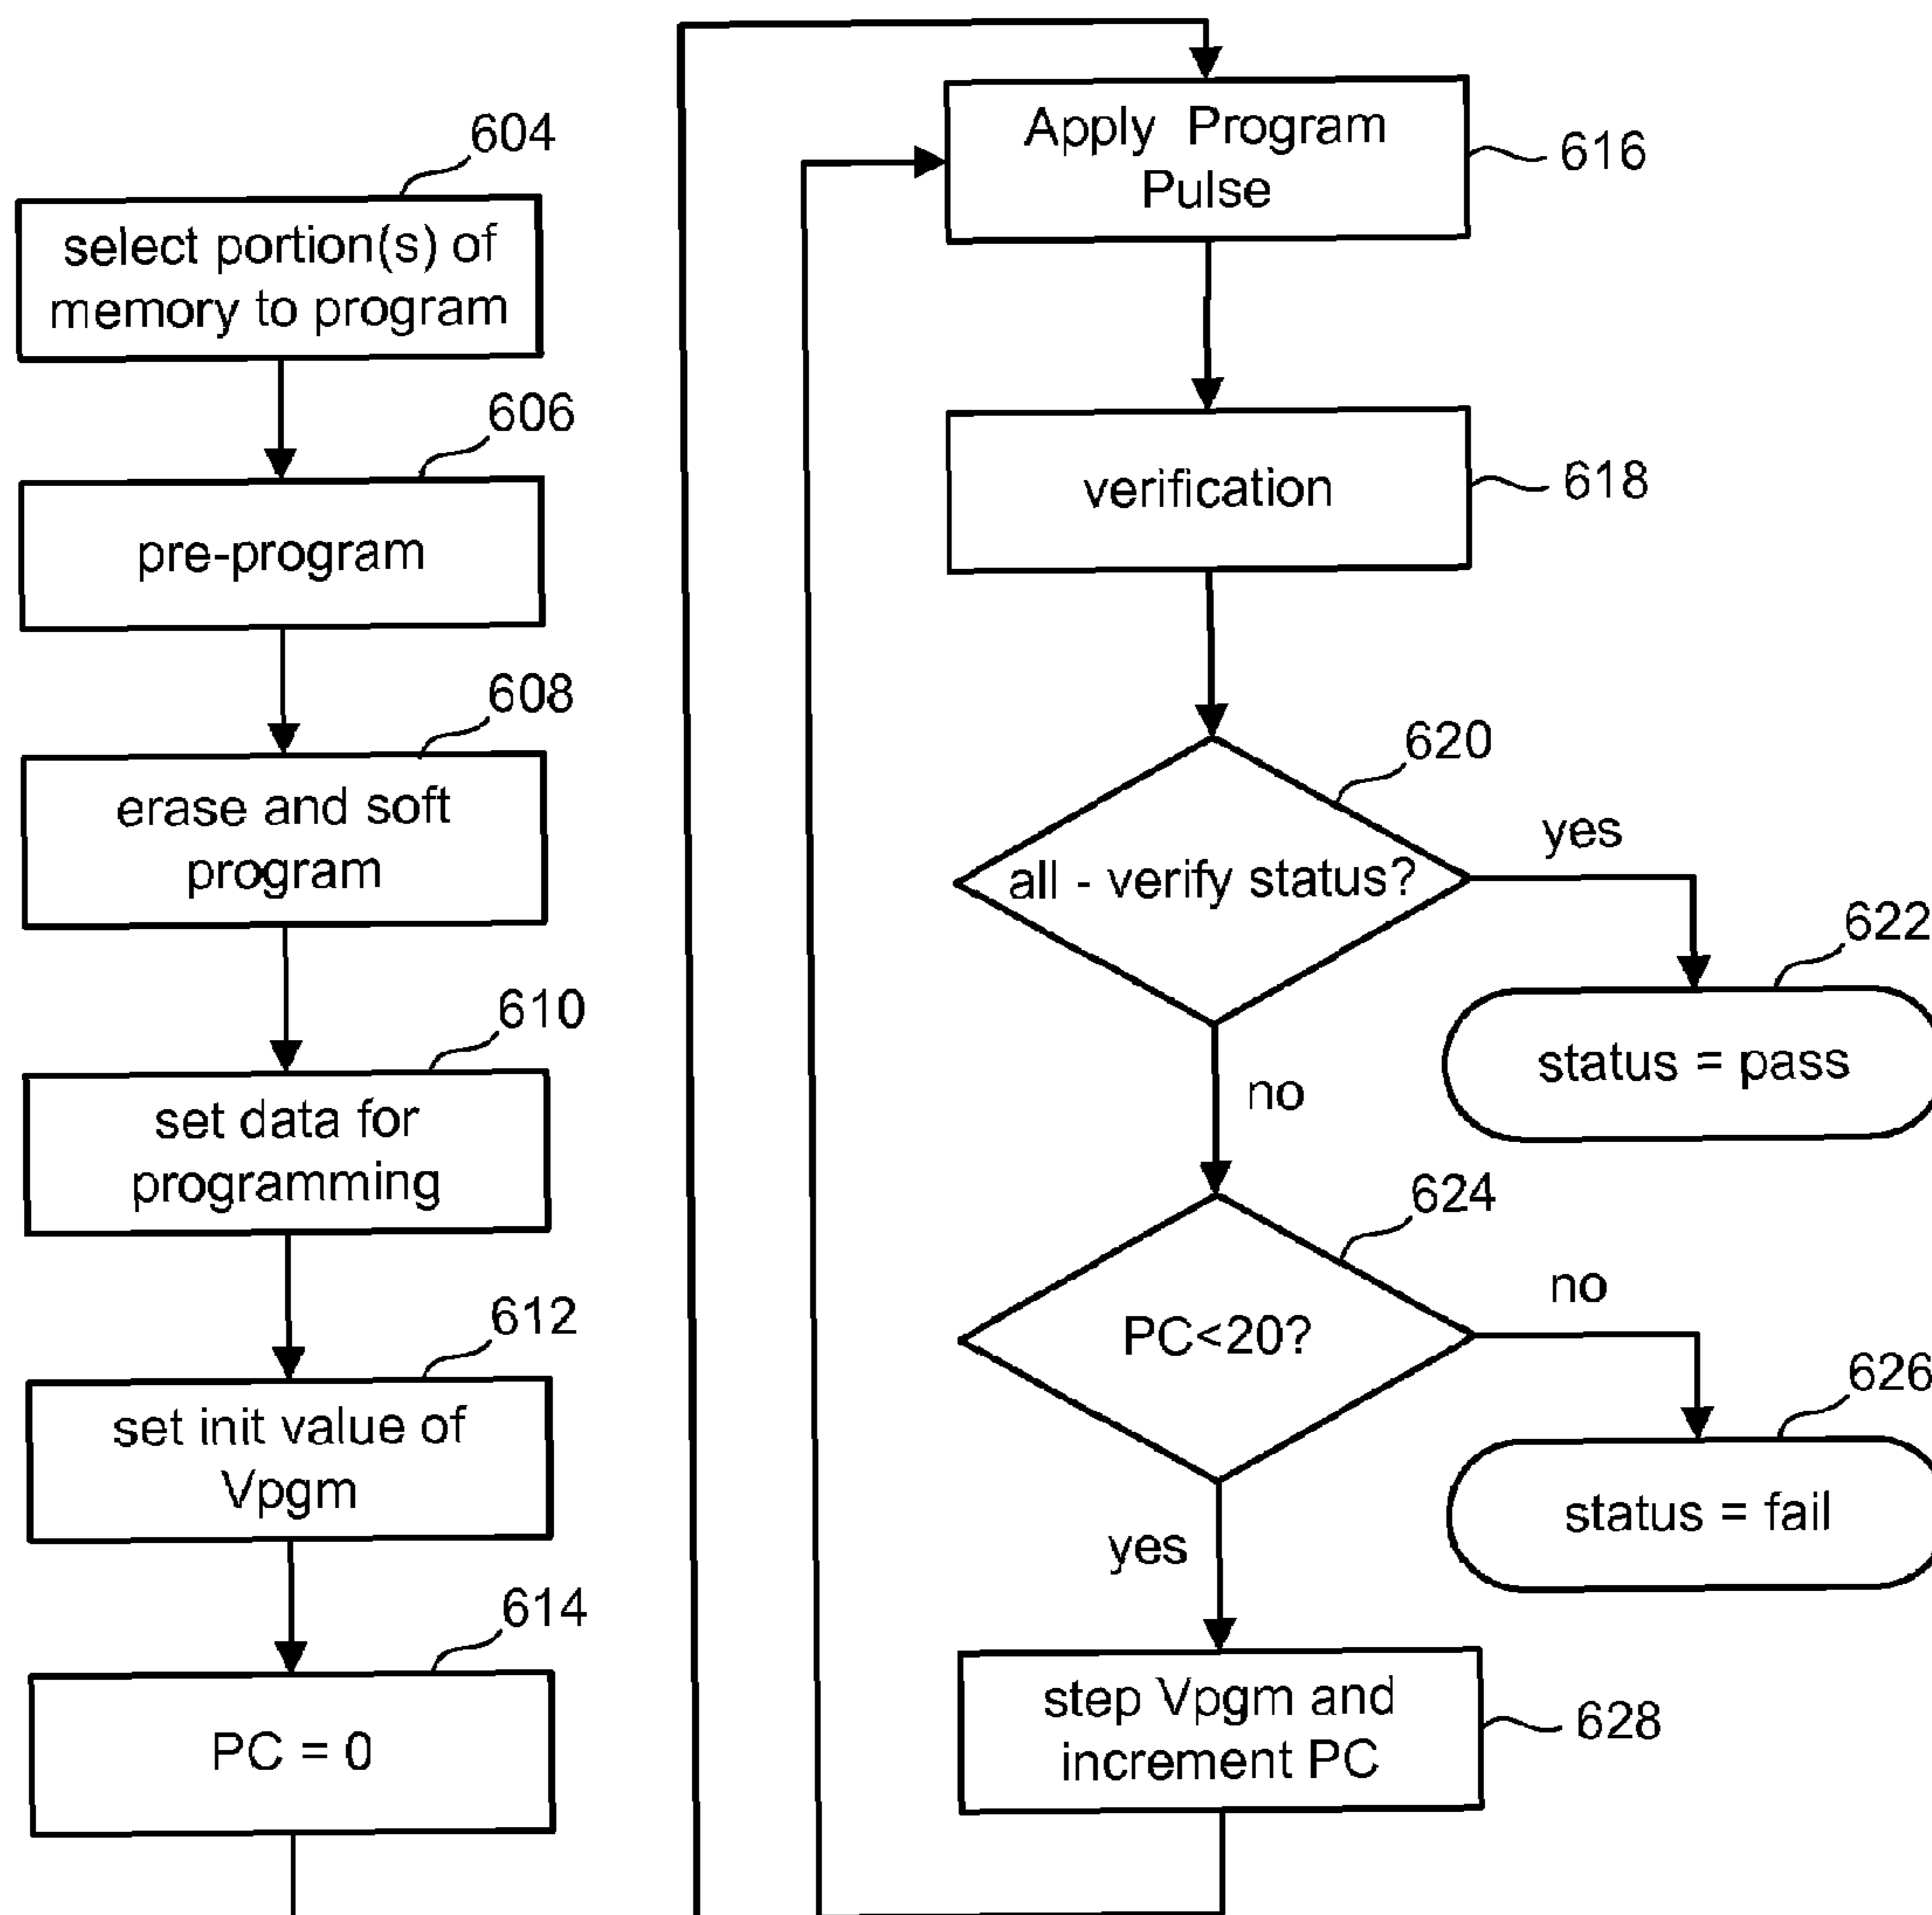 604
select portion(s) of
memory to program
606
pre-program
608
erase and soft
program
610
set data for
programming
612
set init value of
Vpgm
614
PC = 0
Apply Program
Pulse
616
verification
618
620
all - verify status?
yes
622
status = pass
no
624
PC<20?
no
626
status = fail
yes
step Vpgm and
increment PC
628